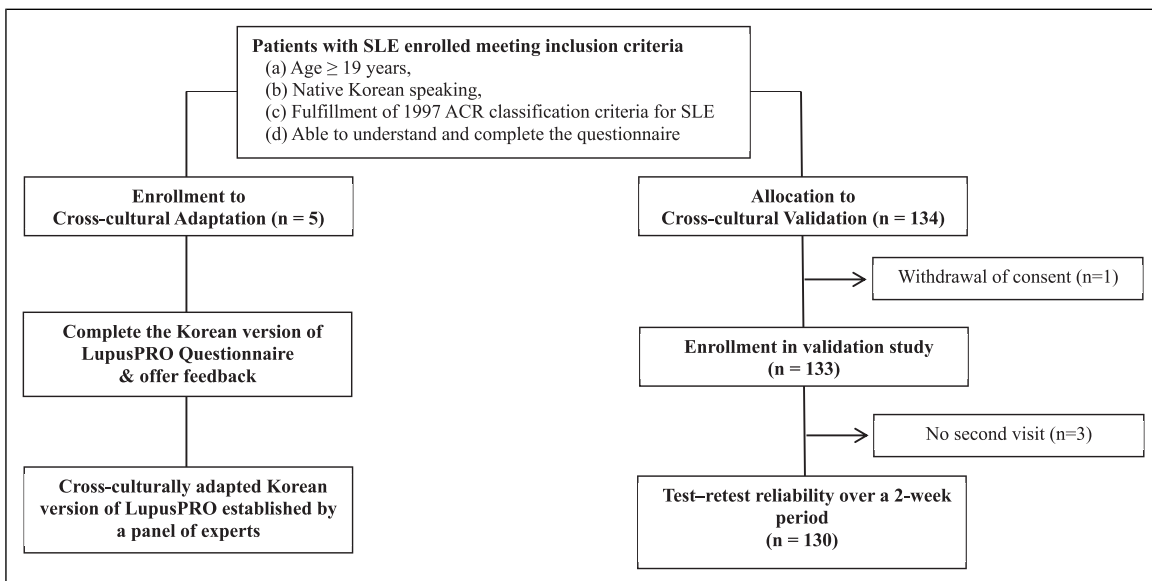 Patients with SLE enrolled meeting inclusion criteria
(a) Age ≥ 19 years,
(b) Native Korean speaking,
(c) Fulfillment of 1997 ACR classification criteria for SLE
(d) Able to understand and complete the questionnaire
Enrollment to
Cross-cultural Adaptation (n = 5)
Complete the Korean version of
LupusPRO Questionnaire
& offer feedback
Cross-culturally adapted Korean
version of LupusPRO established by
a panel of experts
Allocation to
Cross-cultural Validation (n = 134)
Withdrawal of consent (n=1)
Enrollment in validation study
(n = 133)
No second visit (n=3)
Test–retest reliability over a 2-week
period
(n = 130)